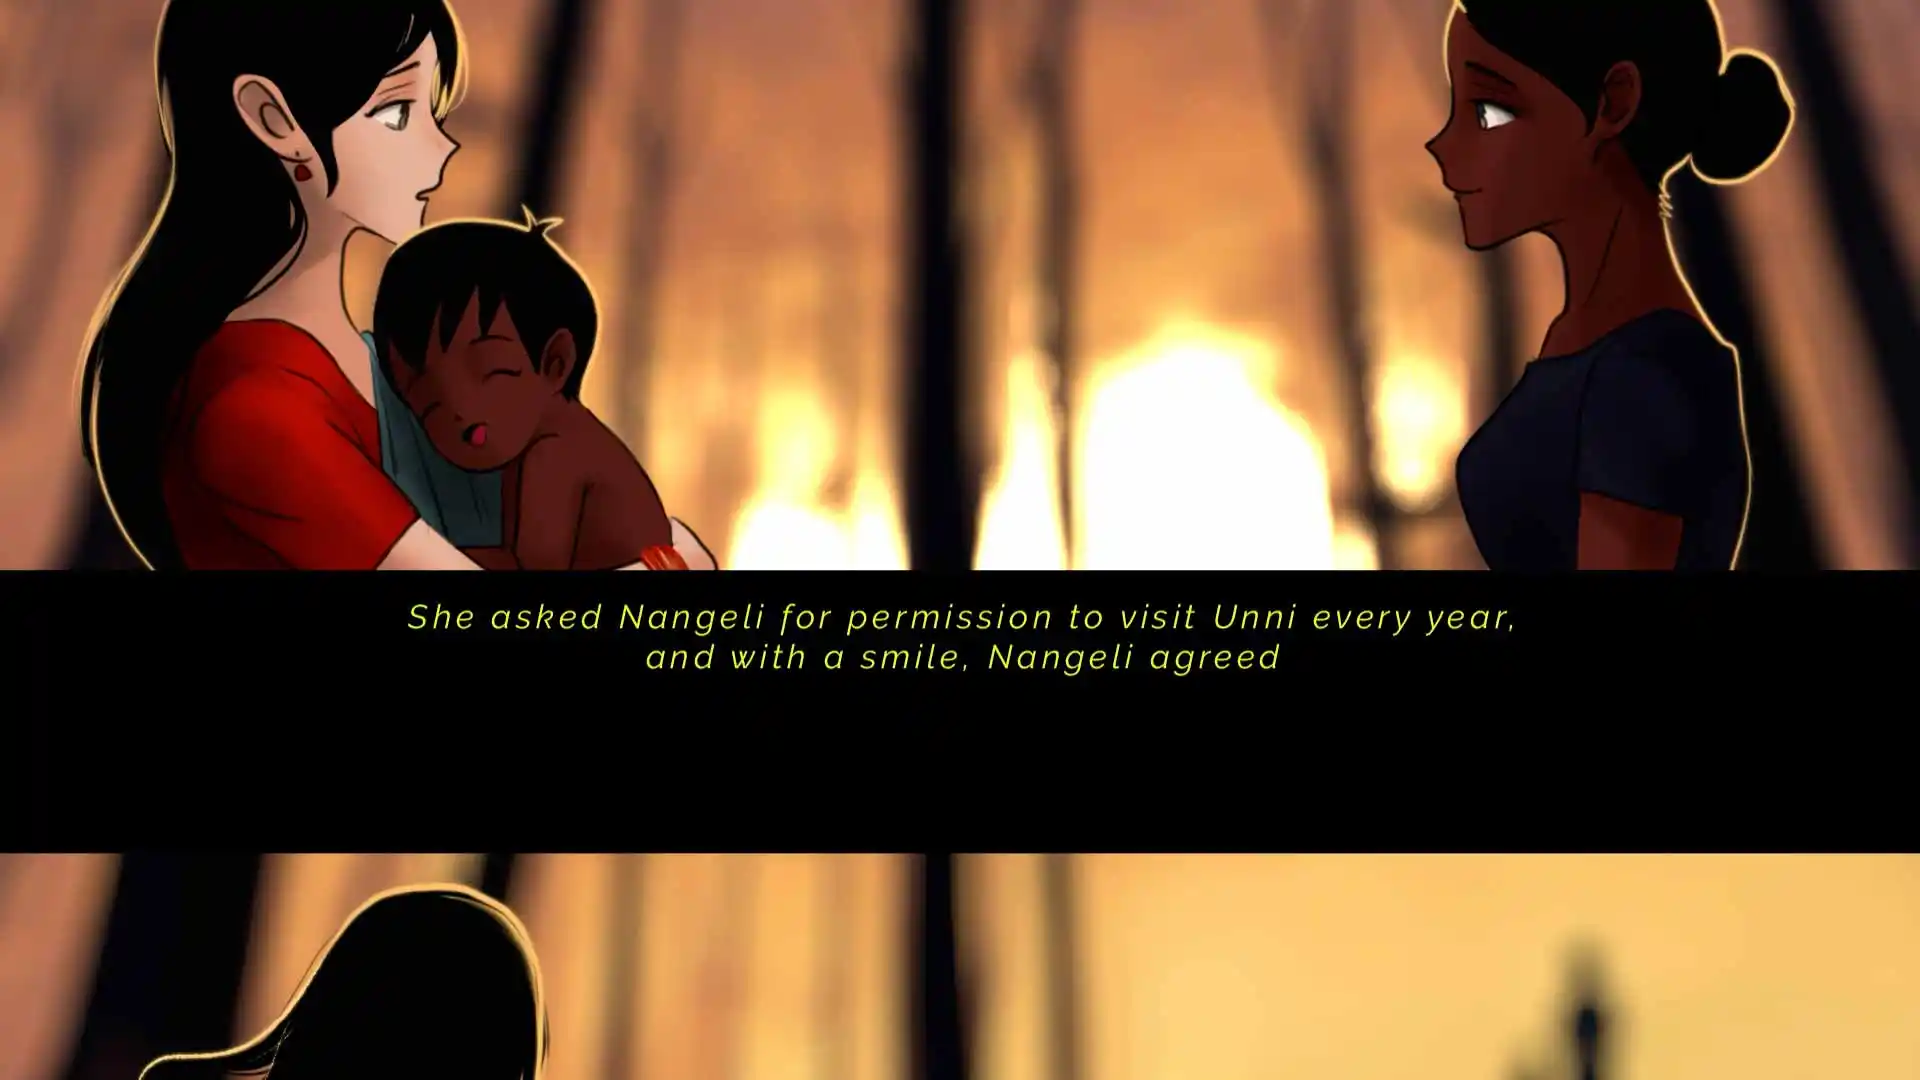 She asked Nangeli for permission to visit Unni every year,
and with a smile, Nangeli agreed